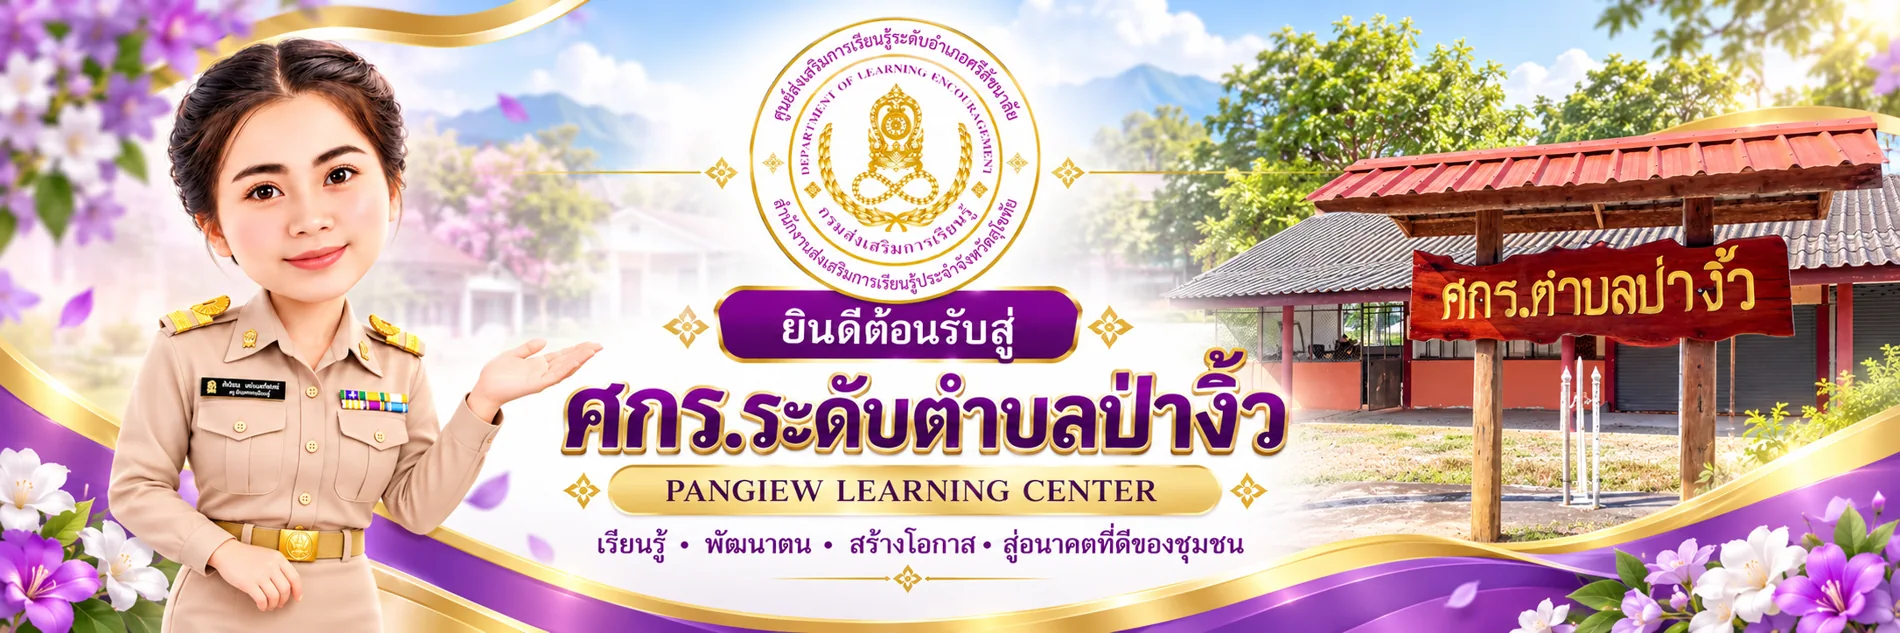 ศูนย์ส่งเสริมการเรียนรู้ระดับอำเภอศรีสัชนาลัย
DEPARTMENT OF LEARNING ENCOURAGEMENT
กรมส่งเสริมการเรียนรู้
สำนักงานส่งเสริมการเรียนรู้ประจำจังหวัดสุโขทัย
ยินดีต้อนรับสู่
ศกร.ระดับตำบลป่างิ้ว
PANGIEW LEARNING CENTER
เรียนรู้ • พัฒนาตน • สร้างโอกาส • สู่อนาคตที่ดีของชุมชน
ศกร.ตำบลป่างิ้ว